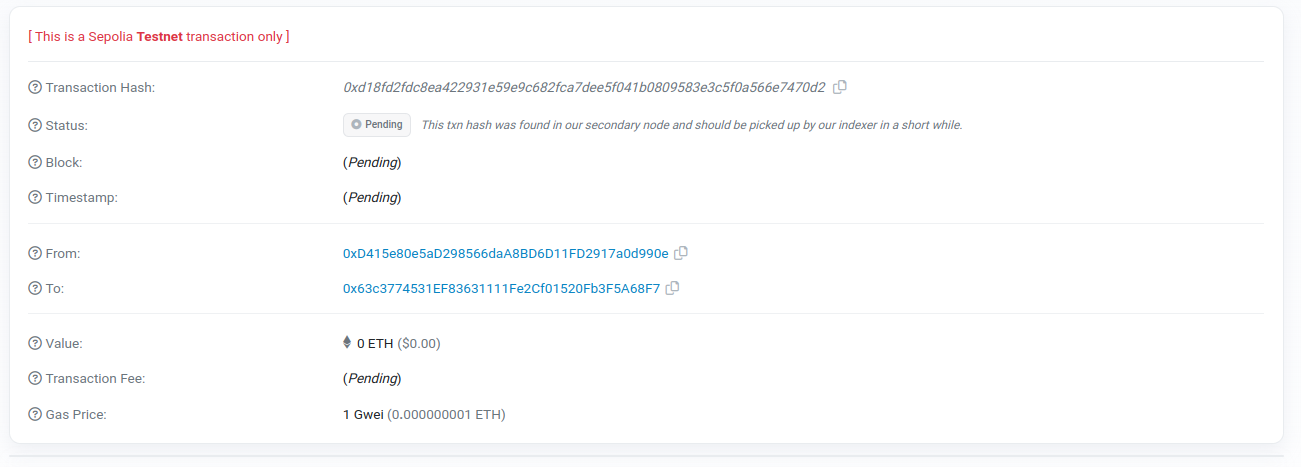 [ This is a Sepolia Testnet transaction only ]
Transaction Hash: 0xd18fd2fdc8ea422931e59e9c682fca7dee5f041b0809583e3c5f0a566e7470d2
Status: Pending This txn hash was found in our secondary node and should be picked up by our indexer in a short while.
Block: (Pending)
Timestamp: (Pending)
From: 0xD415e80e5aD298566daA8BD6D11FD2917a0d990e
To: 0x63c3774531EF83631111Fe2Cf01520Fb3F5A68F7
Value: 0 ETH ($0.00)
Transaction Fee: (Pending)
Gas Price: 1 Gwei (0.000000001 ETH)